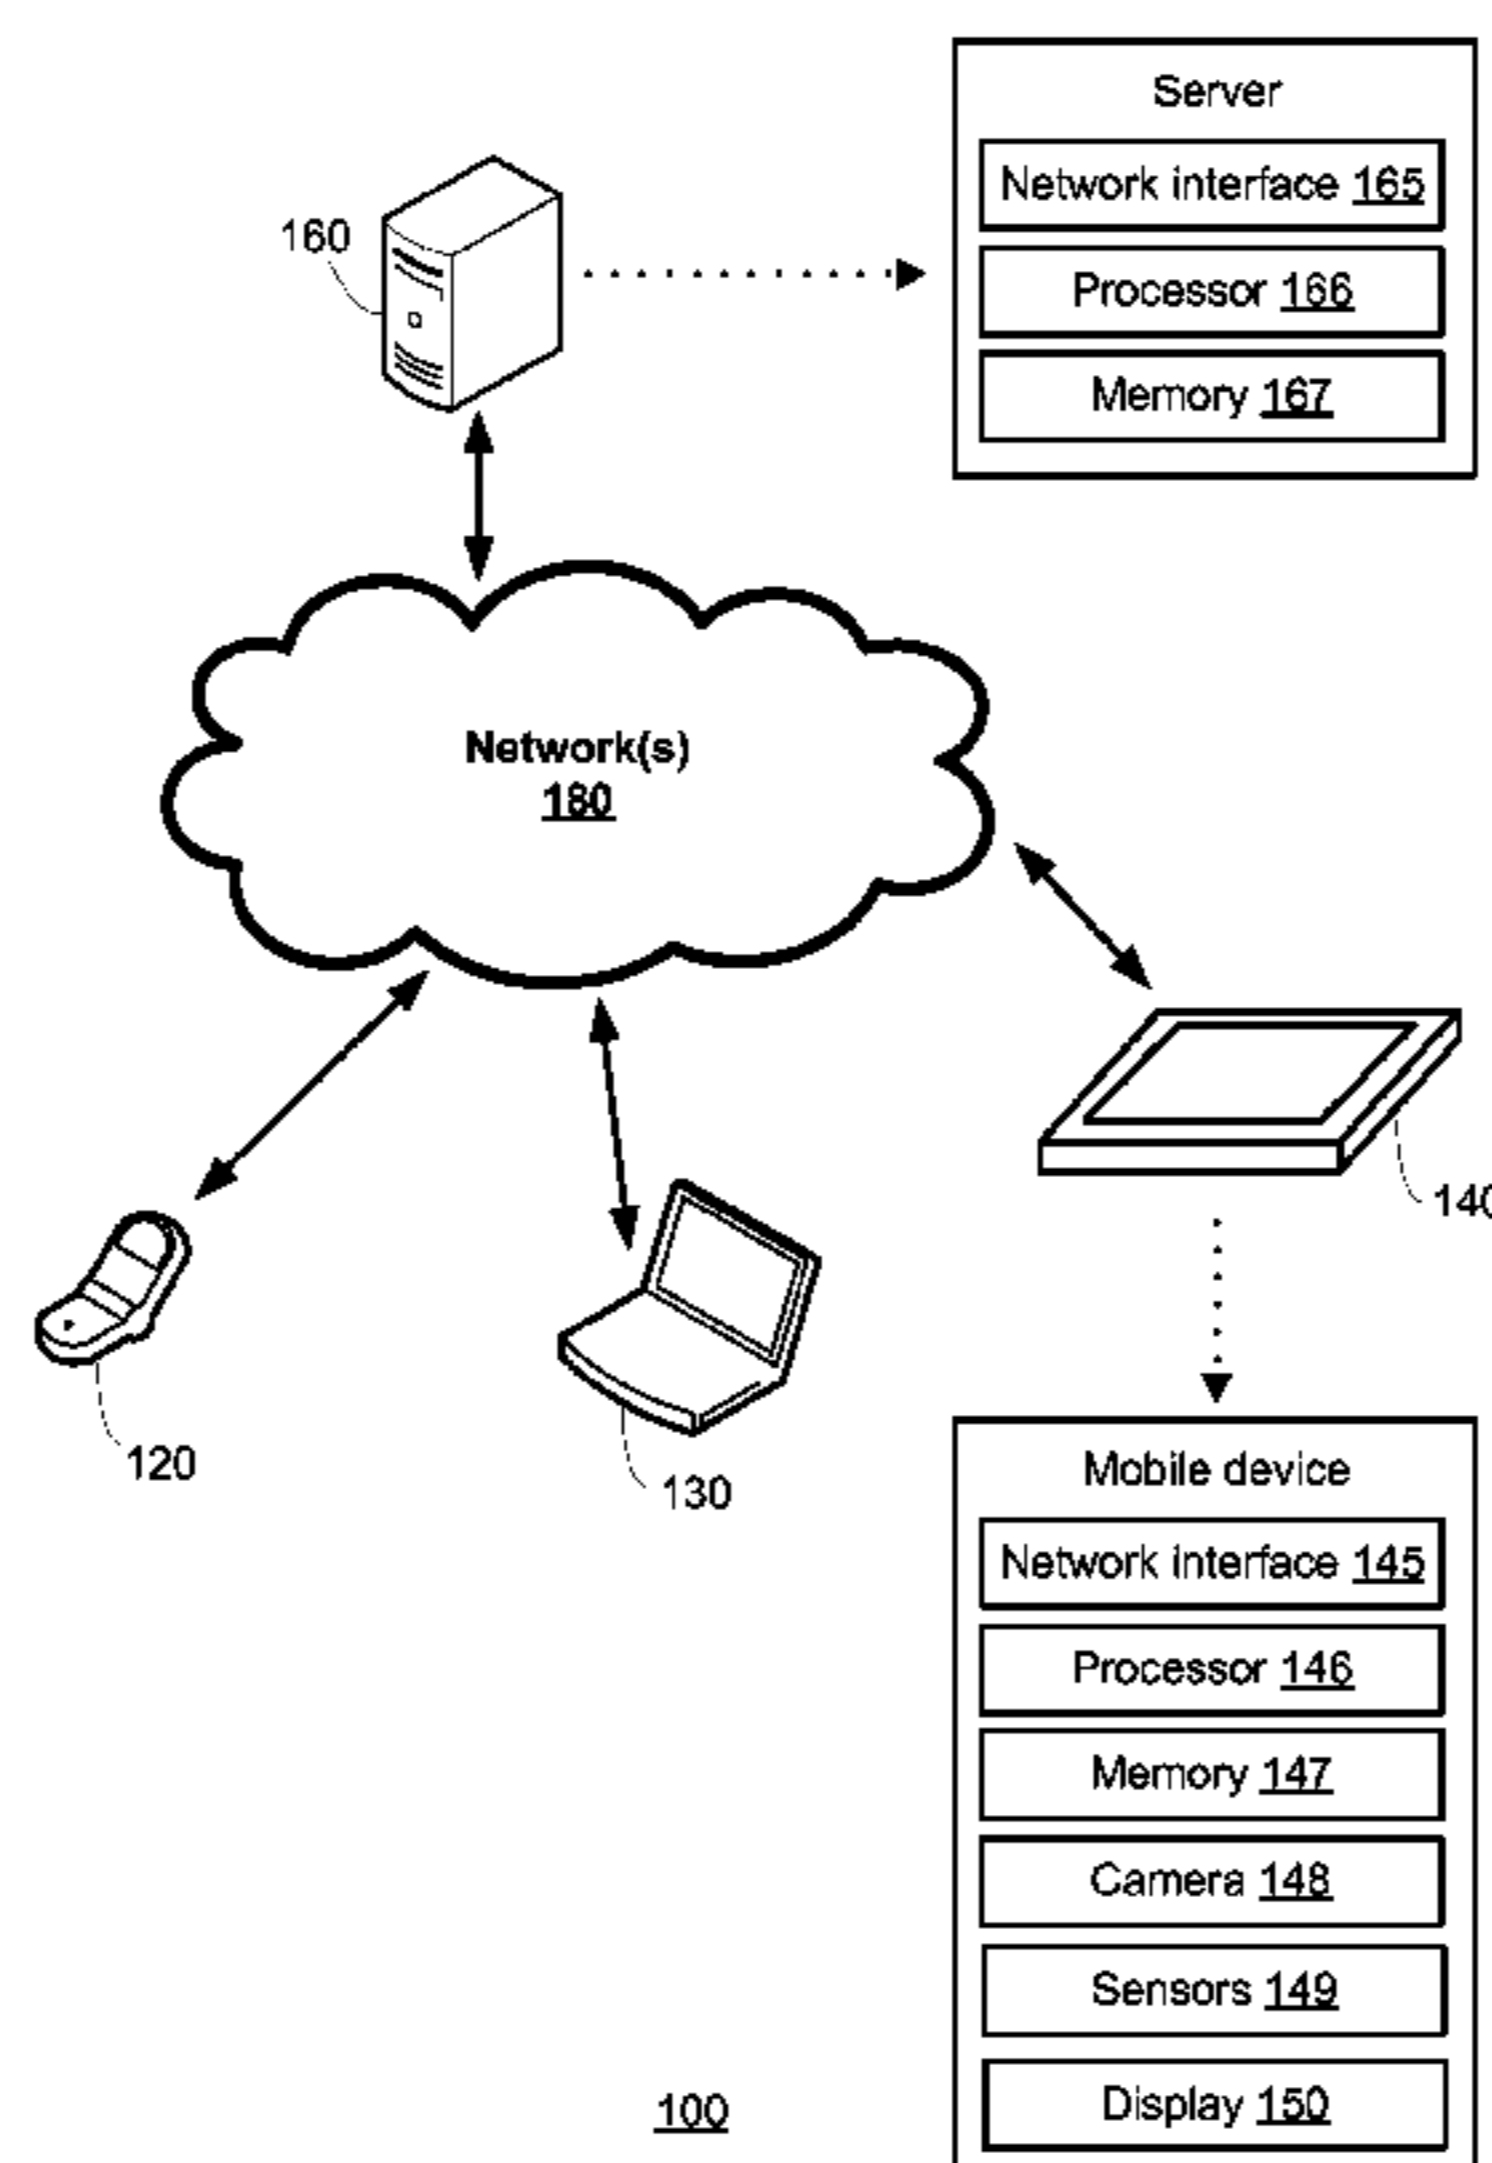 Server
Network interface 165
160
Processor 166
Memory 167
Network(s)
180
140
120
130
Mobile device
Network interface 145
Processor 146
Memory 147
Camera 148
Sensors 149
Display 150
100